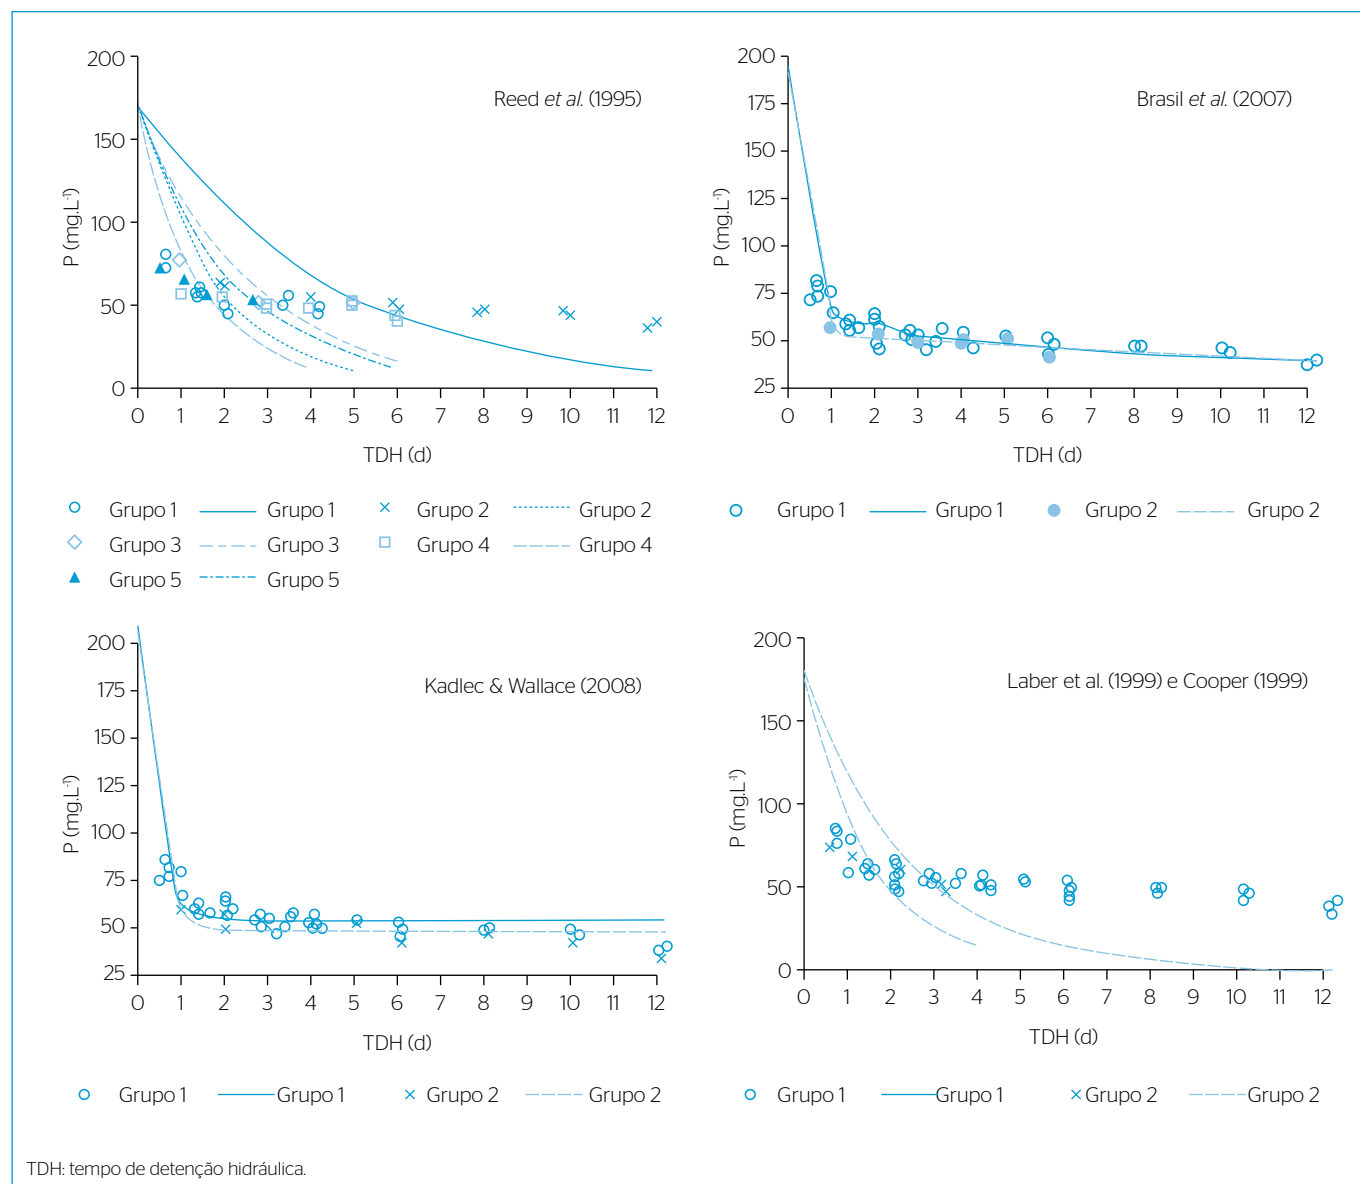 Reed et al. (1995)
P (mg.L-1)
200
150
100
50
0
0 1 2 3 4 5 6 7 8 9 10 11 12
TDH (d)
Grupo 1 Grupo 1 Grupo 2 Grupo 2
Grupo 3 Grupo 3 Grupo 4 Grupo 4
Grupo 5 Grupo 5
Brasil et al. (2007)
P (mg.L-1)
200
175
150
125
100
75
50
25
0 1 2 3 4 5 6 7 8 9 10 11 12
TDH (d)
Grupo 1 Grupo 1 Grupo 2 Grupo 2
Kadlec & Wallace (2008)
P (mg.L-1)
200
175
150
125
100
75
50
25
0 1 2 3 4 5 6 7 8 9 10 11 12
TDH (d)
Grupo 1 Grupo 1 Grupo 2 Grupo 2
Laber et al. (1999) e Cooper (1999)
P (mg.L-1)
200
150
100
50
0
0 1 2 3 4 5 6 7 8 9 10 11 12
TDH (d)
Grupo 1 Grupo 1 Grupo 2 Grupo 2
TDH: tempo de detenção hidráulica.